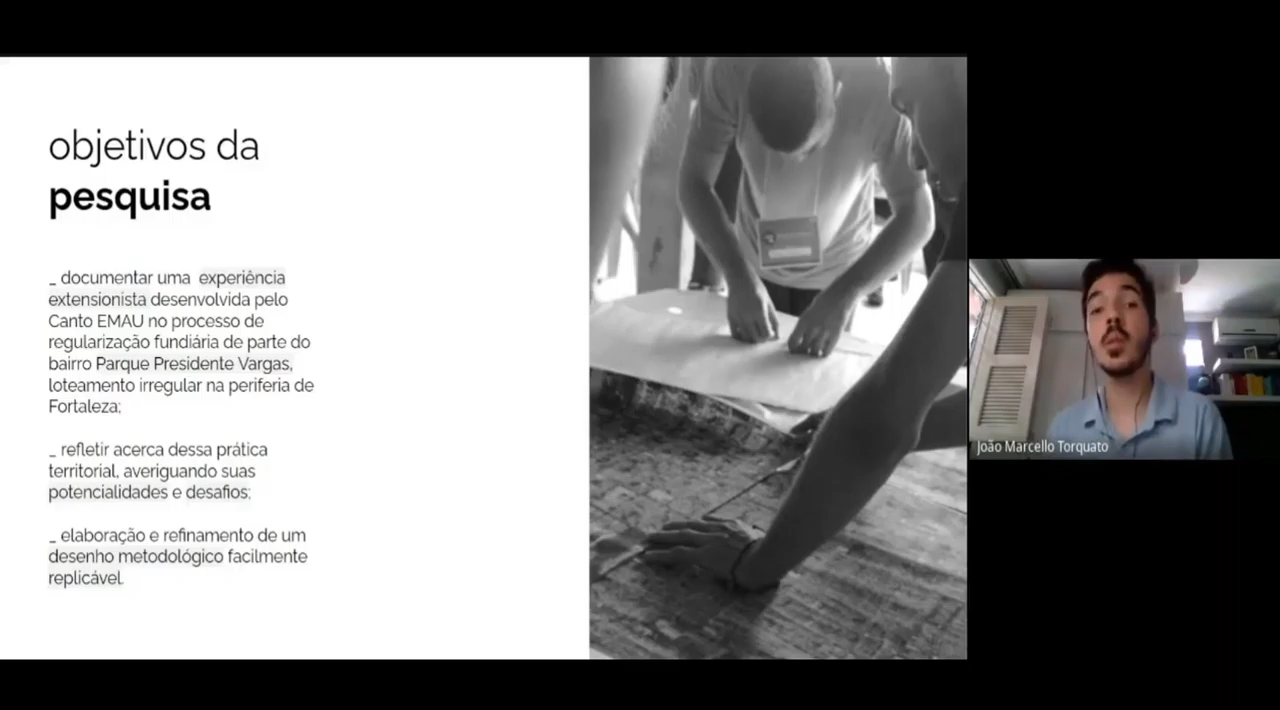 objetivos da
pesquisa
_ documentar uma experiência
extensionista desenvolvida pelo
Canto EMAU no processo de
regularização fundiária de parte do
bairro Parque Presidente Vargas,
loteamento irregular na periferia de
Fortaleza;
_ refletir acerca dessa prática
territorial, averiguando suas
potencialidades e desafios;
_ elaboração e refinamento de um
desenho metodológico facilmente
replicável.
João Marcello Torquato